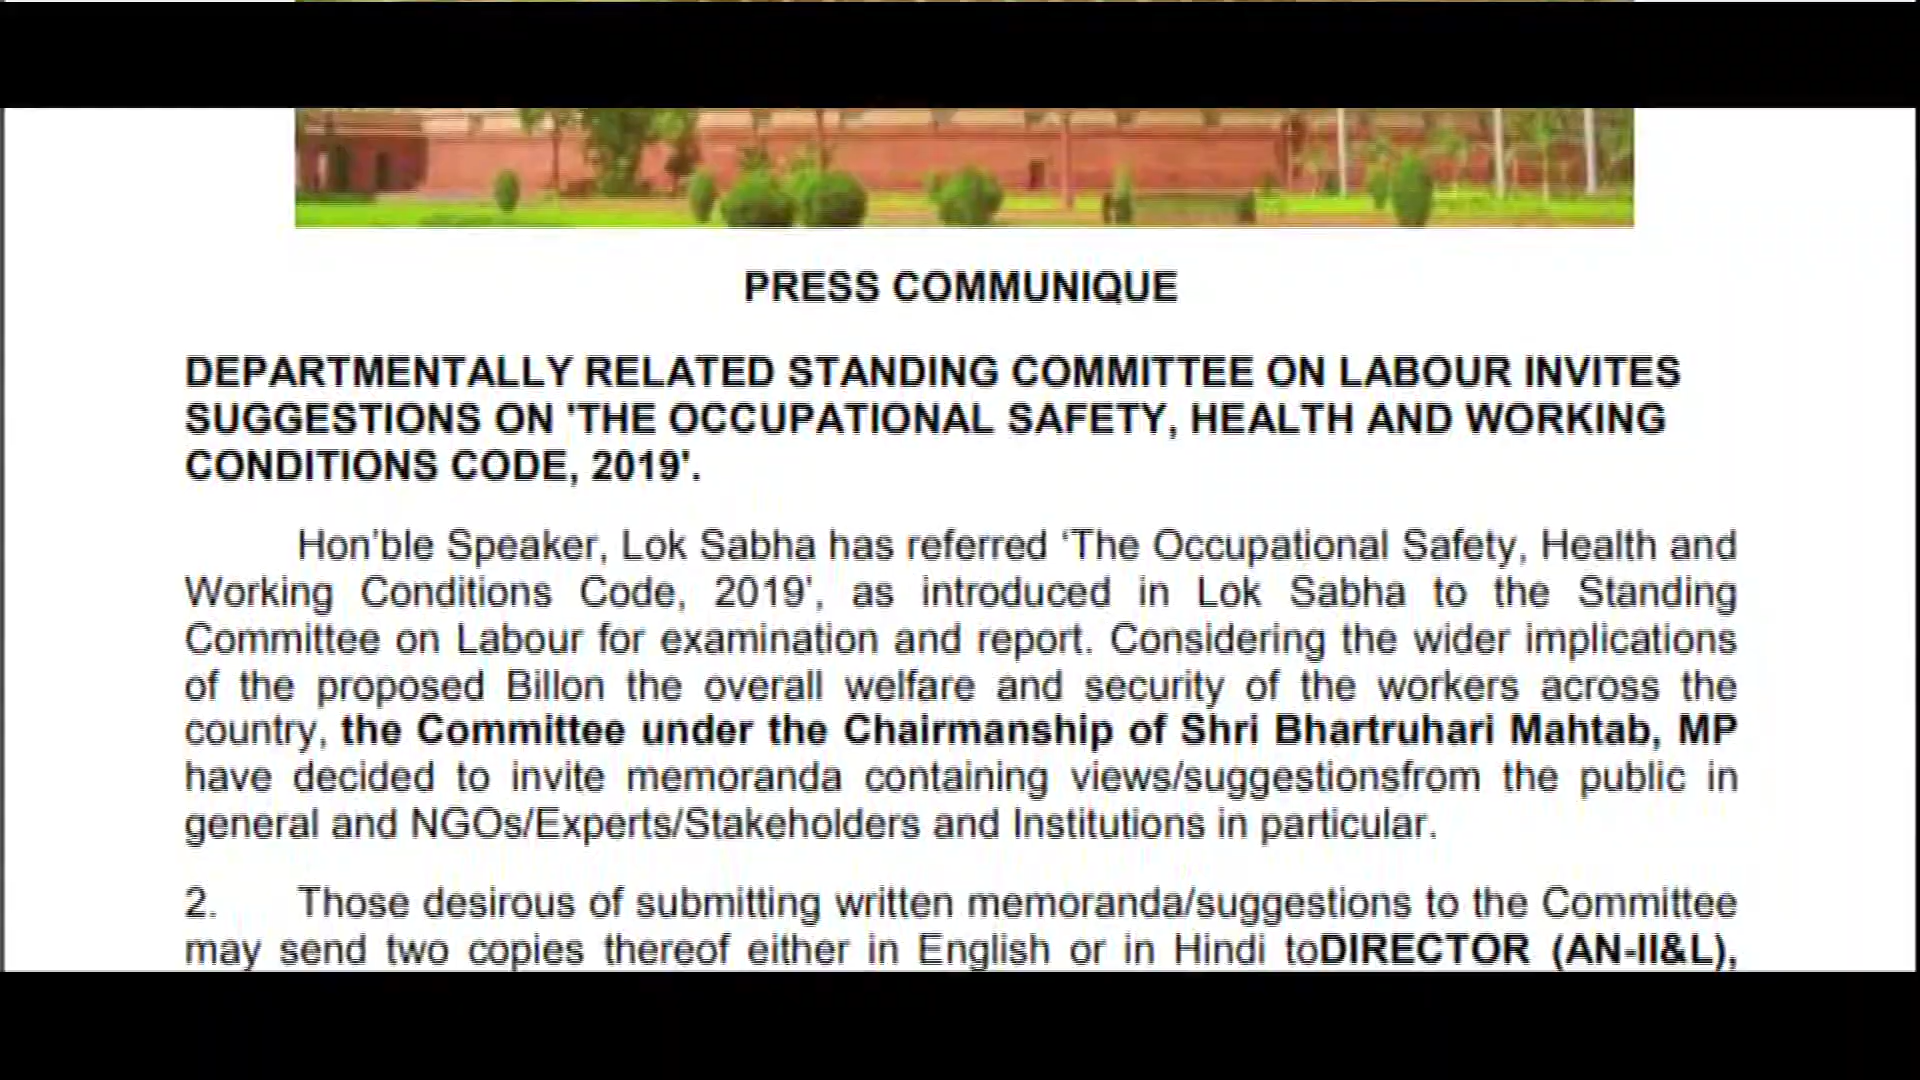 PRESS COMMUNIQUE
DEPARTMENTALLY RELATED STANDING COMMITTEE ON LABOUR INVITES
SUGGESTIONS ON 'THE OCCUPATIONAL SAFETY, HEALTH AND WORKING
CONDITIONS CODE, 2019'.
Hon'ble Speaker, Lok Sabha has referred 'The Occupational Safety, Health and
Working Conditions Code, 2019', as introduced in Lok Sabha to the Standing
Committee on Labour for examination and report. Considering the wider implications
of the proposed Billon the overall welfare and security of the workers across the
country, the Committee under the Chairmanship of Shri Bhartruhari Mahtab, MP
have decided to invite memoranda containing views/suggestionsfrom the public in
general and NGOs/Experts/Stakeholders and Institutions in particular.
2. Those desirous of submitting written memoranda/suggestions to the Committee
may send two copies thereof either in English or in Hindi toDIRECTOR (AN-II&L),